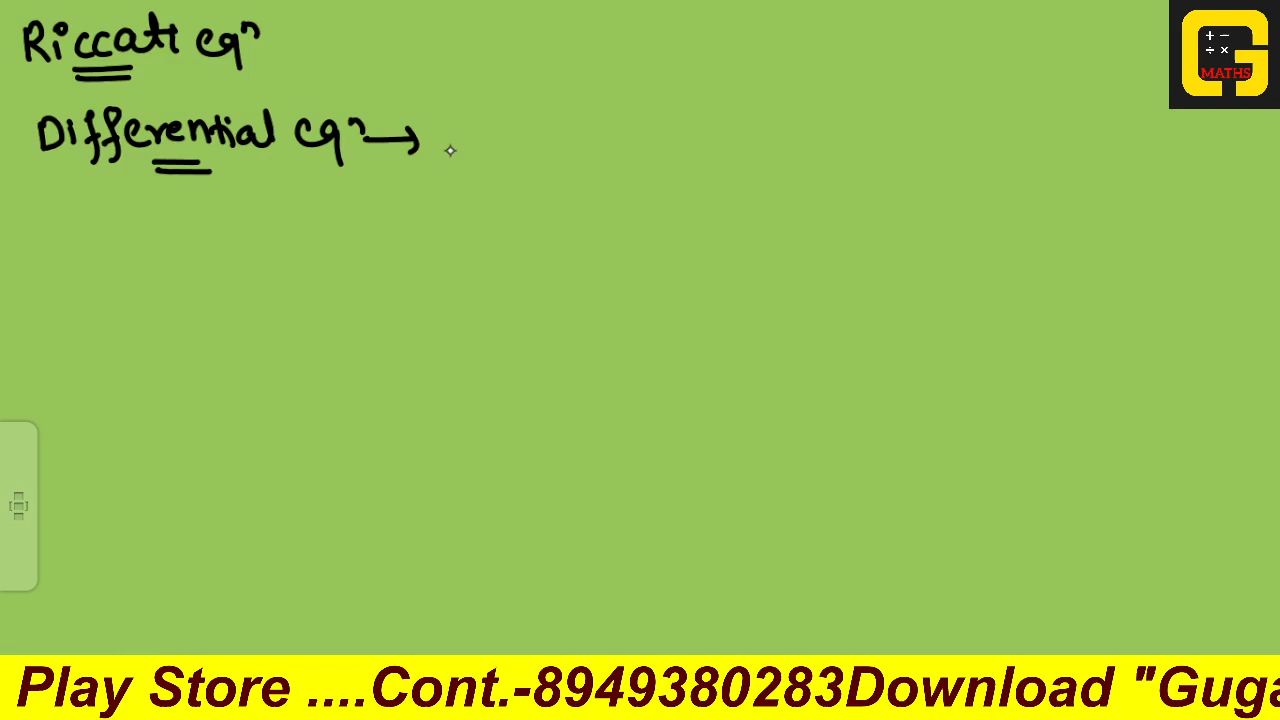 Riccati eqⁿ
Differential eqⁿ →
+ −
÷ ×
MATHS
Play Store ....Cont.-8949380283Download "Guga